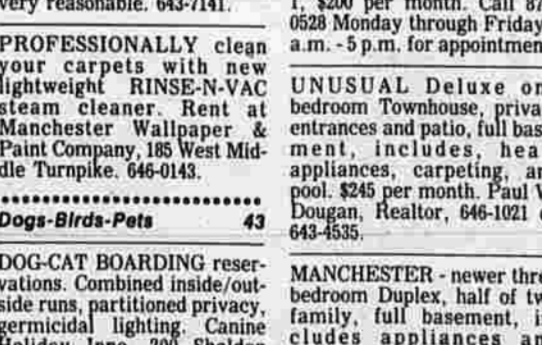 very reasonable. 643-7141.
PROFESSIONALLY clean
your carpets with new
lightweight RINSE-N-VAC
steam cleaner. Rent at
Manchester Wallpaper &
Paint Company, 185 West Mid-
dle Turnpike. 646-0143.
Dogs-Birds-Pets 43
DOG-CAT BOARDING reser-
vations. Combined inside/out-
side runs, partitioned privacy,
germicidal lighting. Canine
Holiday Inne, 200 Sheldon
1, $200 per month. Call 87
0528 Monday through Friday
a.m. - 5 p.m. for appointmen
UNUSUAL Deluxe on
bedroom Townhouse, priva
entrances and patio, full bas
ment, includes, hea
appliances, carpeting, an
pool. $245 per month. Paul W
Dougan, Realtor, 646-1021 o
643-4535.
MANCHESTER - newer thre
bedroom Duplex, half of tw
family, full basement, i
cludes appliances an